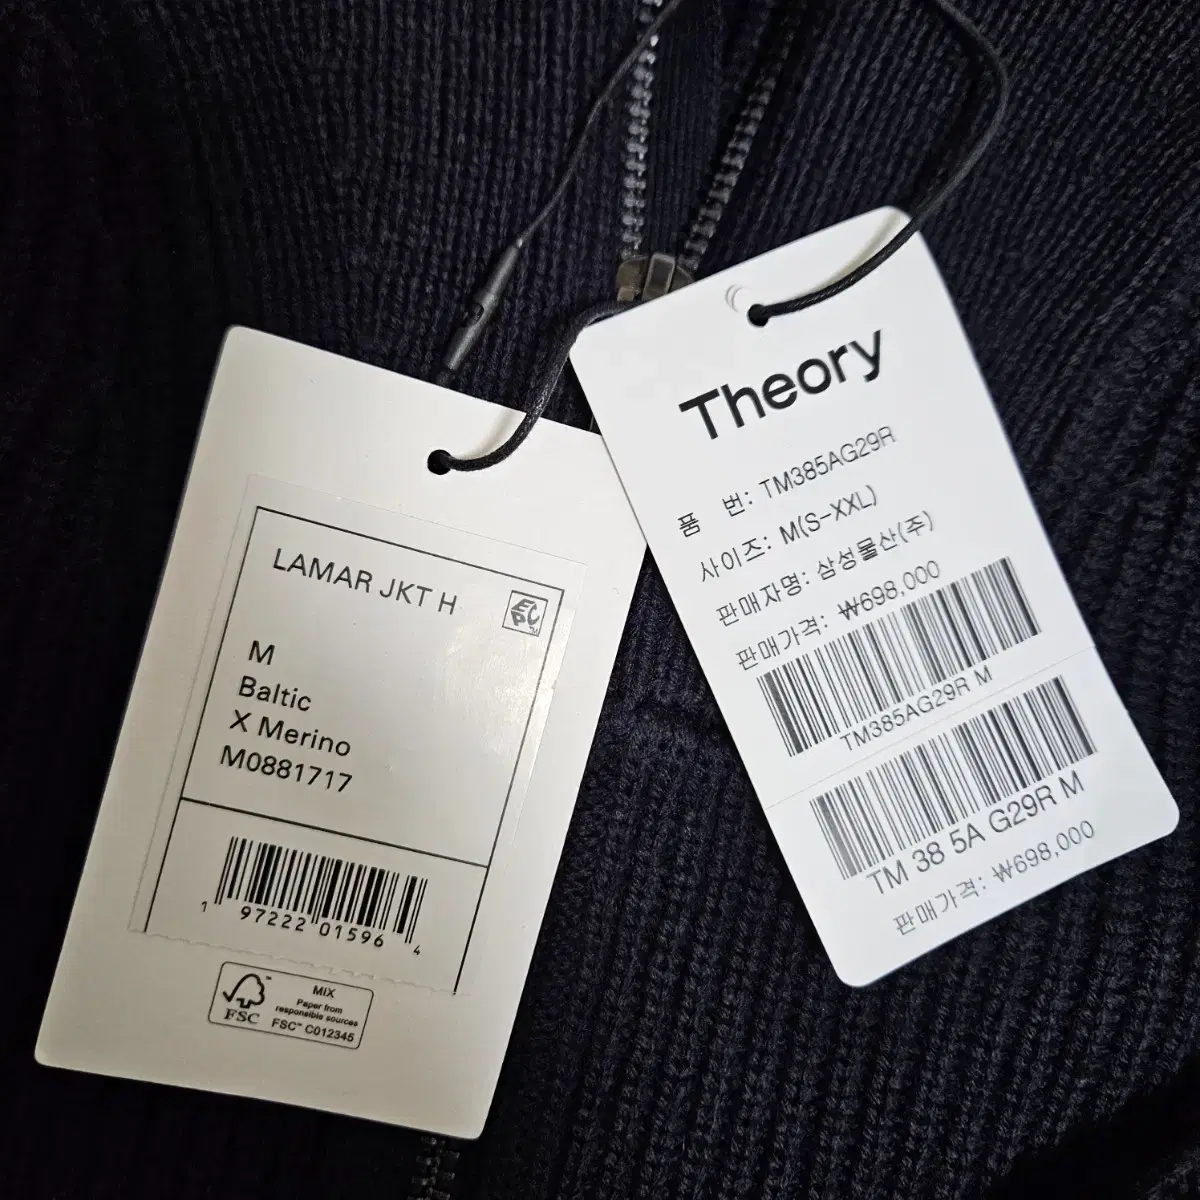 LAMAR JKT H
EPC™
M
Baltic
X Merino
M0881717
1 97222 01596 4
FSC™
MIX
Paper from
responsible sources
FSC™ C012345
Theory
품 번: TM385AG29R
사이즈: M(S-XXL)
판매자명: 삼성물산(주)
판매가격: ₩698,000
TM385AG29R M
TM 38 5A G29R M
판매가격: ₩698,000